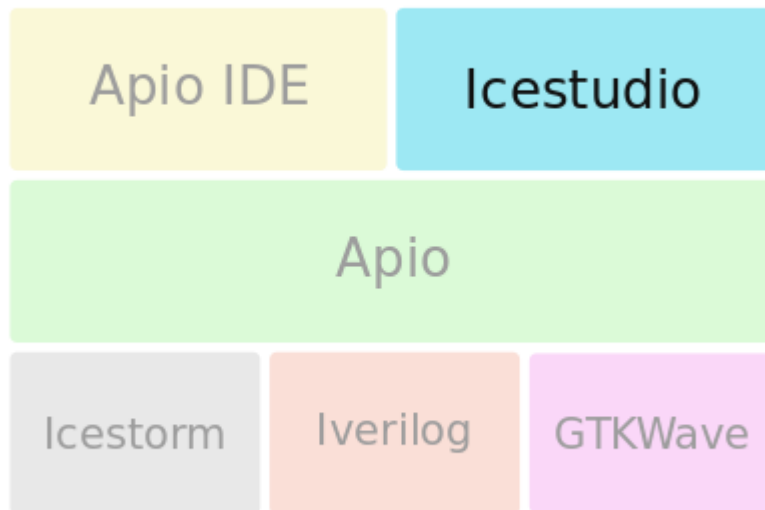 Apio IDE
Icestudio
Apio
Icestorm
Iverilog
GTKWave